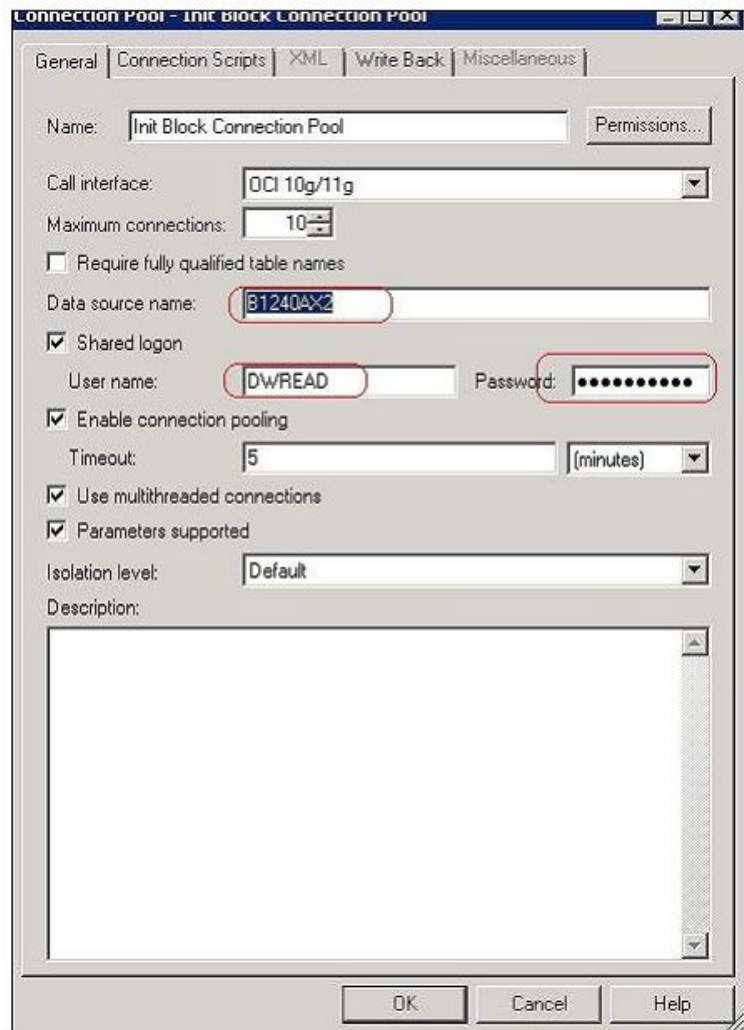 Connection Pool - Init Block Connection Pool
General Connection Scripts XML Write Back Miscellaneous
Name: Init Block Connection Pool Permissions...
Call interface: OCI 10g/11g
Maximum connections: 10
Require fully qualified table names
Data source name: B1240AX2
Shared logon
User name: DWREAD Password: ●●●●●●●●●●
Enable connection pooling
Timeout: 5 (minutes)
Use multithreaded connections
Parameters supported
Isolation level: Default
Description:
OK Cancel Help